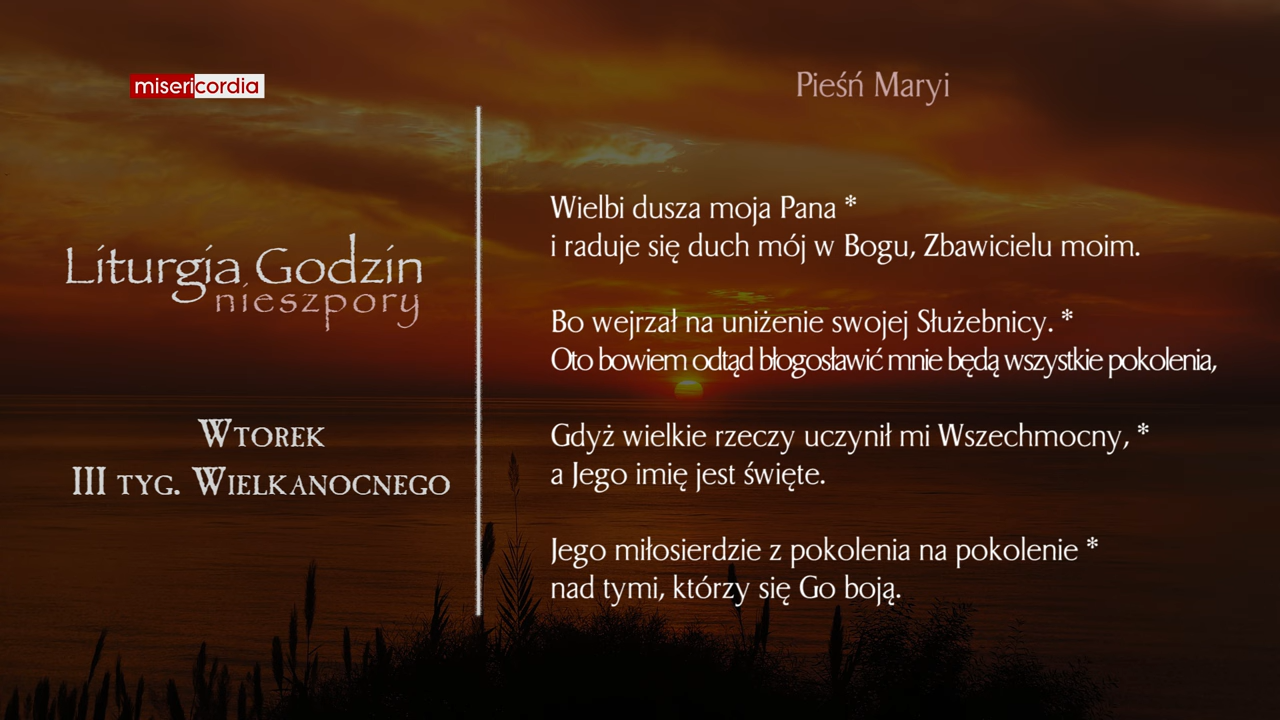 misericordia
Liturgia Godzin
nieszpory
Wtorek
III tyg. Wielkanocnego
Pieśń Maryi
Wielbi dusza moja Pana *
i raduje się duch mój w Bogu, Zbawicielu moim.
Bo wejrzał na uniżenie swojej Służebnicy. *
Oto bowiem odtąd błogosławić mnie będą wszystkie pokolenia,
Gdyż wielkie rzeczy uczynił mi Wszechmocny, *
a Jego imię jest święte.
Jego miłosierdzie z pokolenia na pokolenie *
nad tymi, którzy się Go boją.